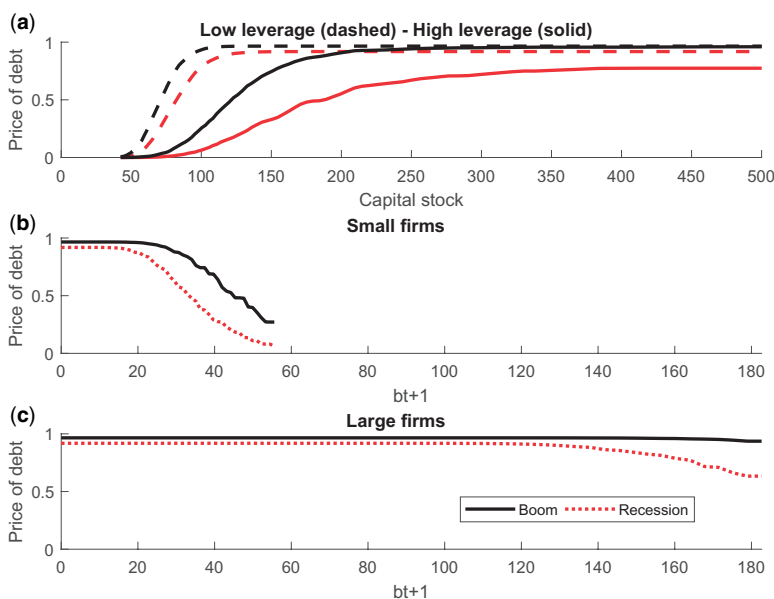 (a)
Low leverage (dashed) - High leverage (solid)
Price of debt
1
0.5
0
0 50 100 150 200 250 300 350 400 450 500
Capital stock
(b)
Small firms
Price of debt
1
0.5
0
0 20 40 60 80 100 120 140 160 180
bt+1
(c)
Large firms
Price of debt
1
0.5
0
Boom Recession
0 20 40 60 80 100 120 140 160 180
bt+1